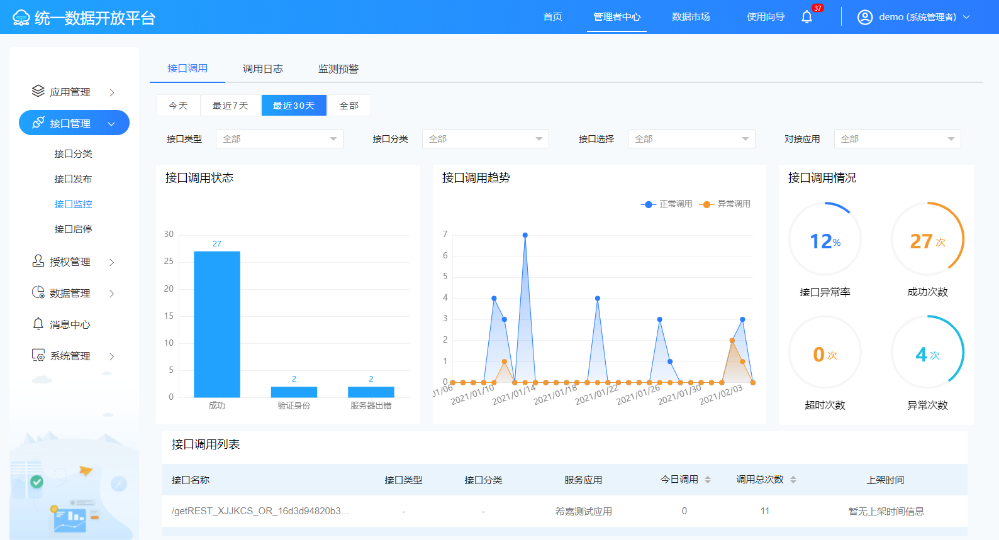 统一数据开放平台
首页
管理者中心
数据市场
使用向导
37
demo (系统管理者)
应用管理
接口管理
接口分类
接口发布
接口监控
接口启停
授权管理
数据管理
消息中心
系统管理
接口调用
调用日志
监测预警
今天
最近7天
最近30天
全部
接口类型
全部
接口分类
全部
接口选择
全部
对接应用
全部
接口调用状态
30
25
20
15
10
5
0
27
2
2
成功
验证身份
服务器出错
接口调用趋势
正常调用
异常调用
7
6
5
4
3
2
1
0
01/06
2021/01/10
2021/01/14
2021/01/18
2021/01/22
2021/01/26
2021/01/30
2021/02/03
接口调用情况
12%
接口异常率
27 次
成功次数
0 次
超时次数
4 次
异常次数
接口调用列表
接口名称
接口类型
接口分类
服务应用
今日调用
调用总次数
上架时间
/getREST_XJJKCS_OR_16d3d94820b3...
-
-
希嘉测试应用
0
11
暂无上架时间信息